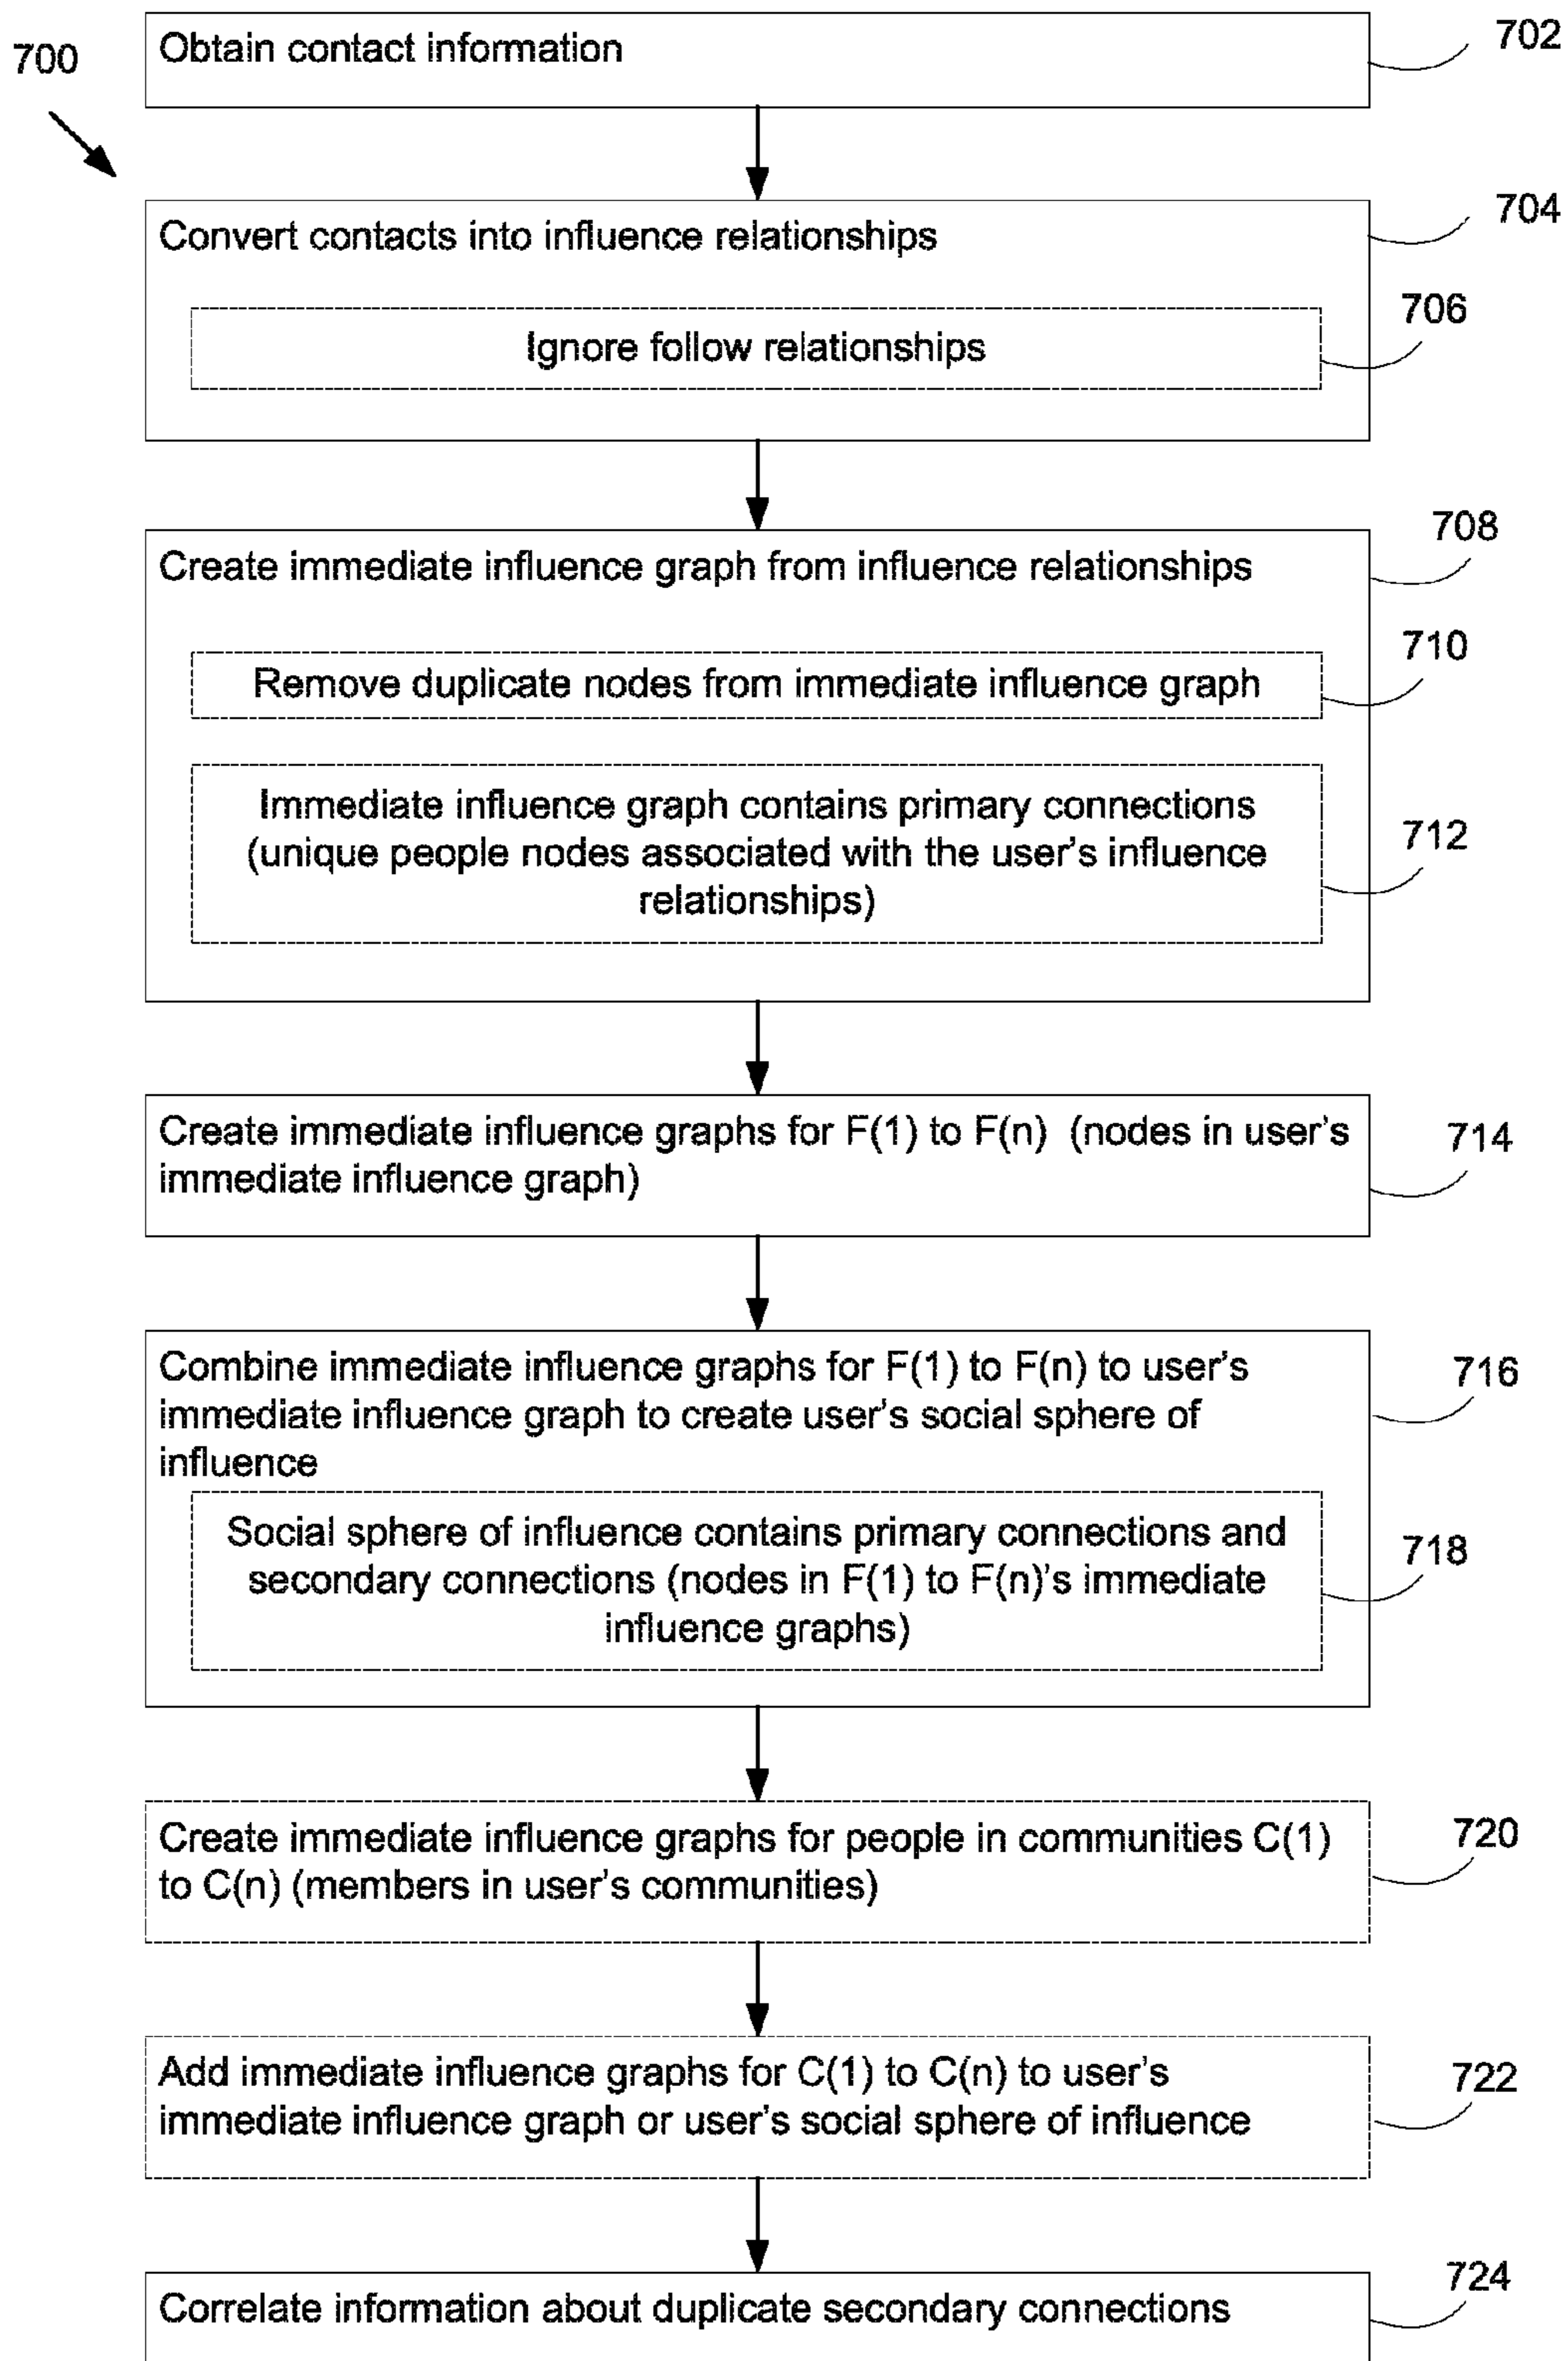 700
Obtain contact information
702
Convert contacts into influence relationships
704
Ignore follow relationships
706
Create immediate influence graph from influence relationships
708
Remove duplicate nodes from immediate influence graph
710
Immediate influence graph contains primary connections
(unique people nodes associated with the user's influence
relationships)
712
Create immediate influence graphs for F(1) to F(n) (nodes in user's
immediate influence graph)
714
Combine immediate influence graphs for F(1) to F(n) to user's
immediate influence graph to create user's social sphere of
influence
716
Social sphere of influence contains primary connections and
secondary connections (nodes in F(1) to F(n)'s immediate
influence graphs)
718
Create immediate influence graphs for people in communities C(1)
to C(n) (members in user's communities)
720
Add immediate influence graphs for C(1) to C(n) to user's
immediate influence graph or user's social sphere of influence
722
Correlate information about duplicate secondary connections
724